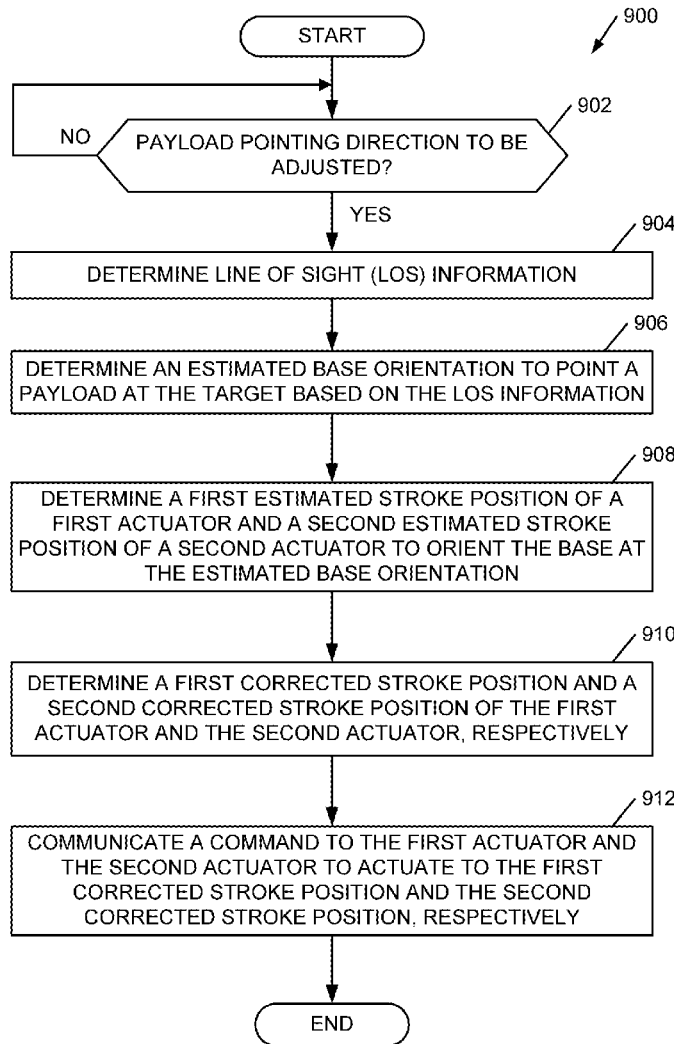 START
900
902
PAYLOAD POINTING DIRECTION TO BE
ADJUSTED?
NO
YES
904
DETERMINE LINE OF SIGHT (LOS) INFORMATION
906
DETERMINE AN ESTIMATED BASE ORIENTATION TO POINT A
PAYLOAD AT THE TARGET BASED ON THE LOS INFORMATION
908
DETERMINE A FIRST ESTIMATED STROKE POSITION OF A
FIRST ACTUATOR AND A SECOND ESTIMATED STROKE
POSITION OF A SECOND ACTUATOR TO ORIENT THE BASE AT
THE ESTIMATED BASE ORIENTATION
910
DETERMINE A FIRST CORRECTED STROKE POSITION AND A
SECOND CORRECTED STROKE POSITION OF THE FIRST
ACTUATOR AND THE SECOND ACTUATOR, RESPECTIVELY
912
COMMUNICATE A COMMAND TO THE FIRST ACTUATOR AND
THE SECOND ACTUATOR TO ACTUATE TO THE FIRST
CORRECTED STROKE POSITION AND THE SECOND
CORRECTED STROKE POSITION, RESPECTIVELY
END